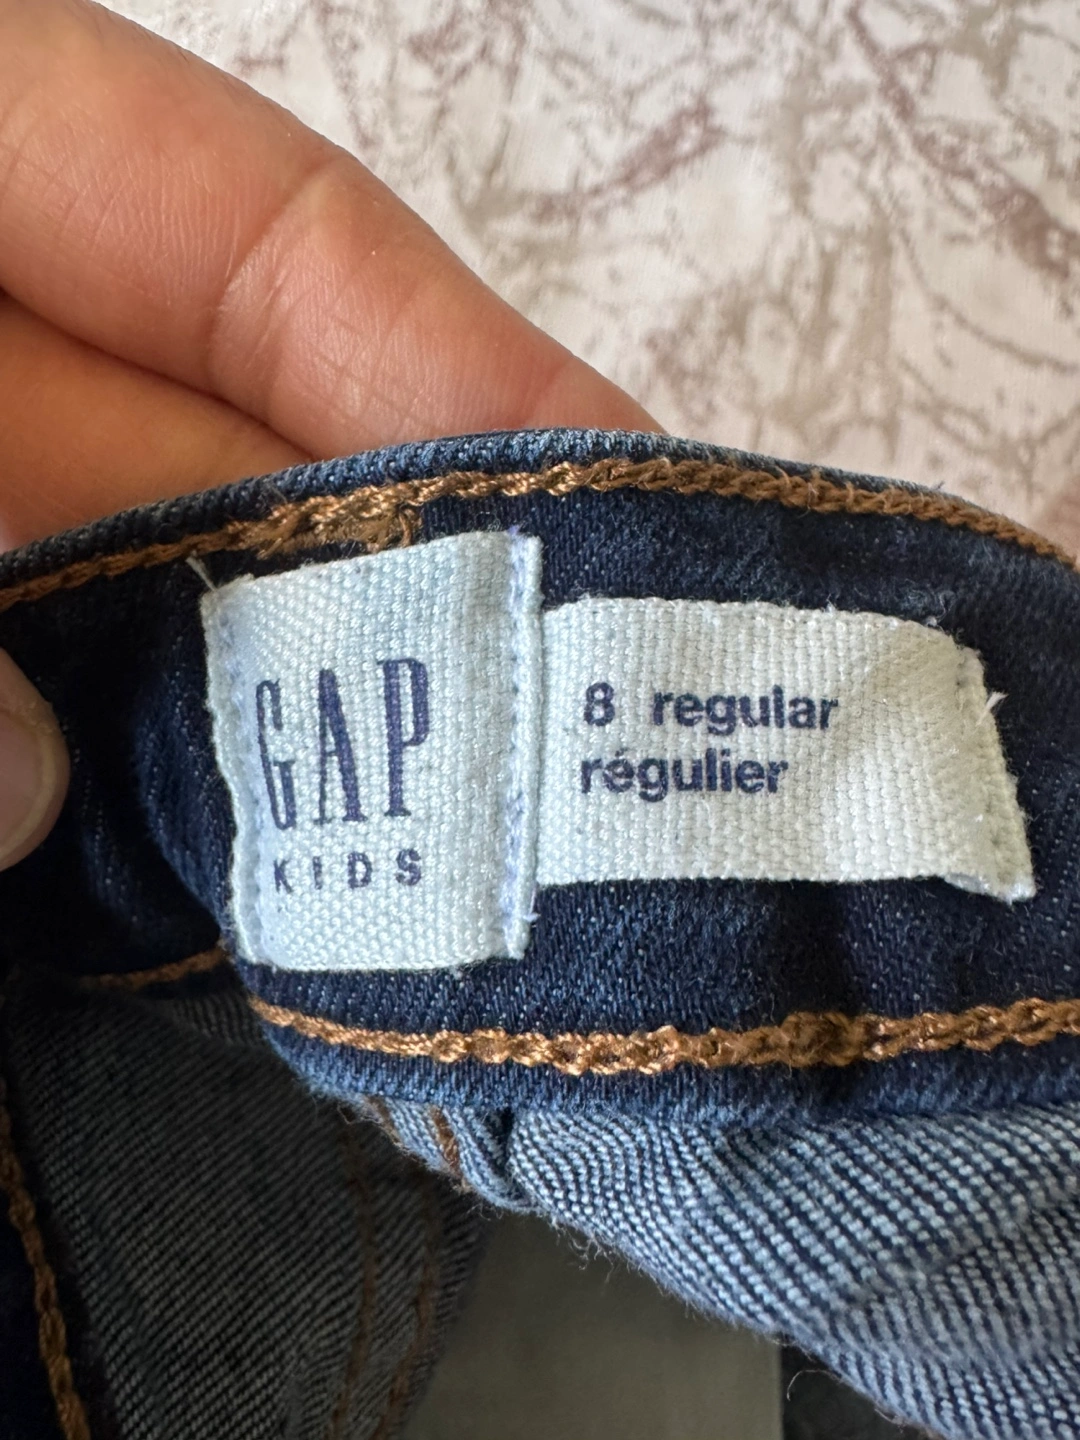 GAP
KIDS
8 regular
régulier